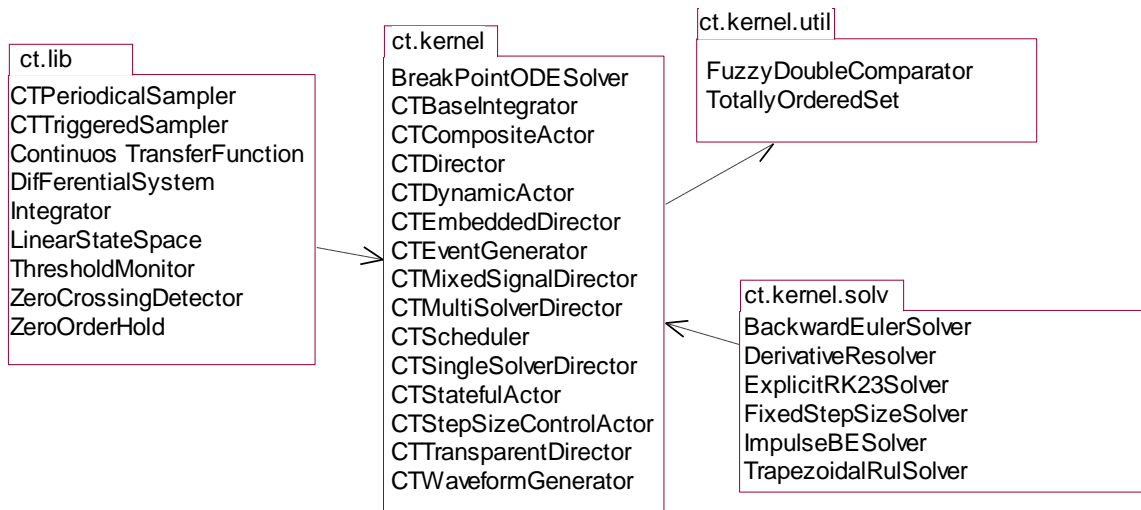 ct.lib
CTPeriodicalSampler
CTTriggeredSampler
Continuos TransferFunction
DifFerentialSystem
Integrator
LinearStateSpace
ThresholdMonitor
ZeroCrossingDetector
ZeroOrderHold
ct.kernel
BreakPointODESolver
CTBaseIntegrator
CTCompositeActor
CTDirector
CTDynamicActor
CTEmbeddedDirector
CTEventGenerator
CTMixedSignalDirector
CTMultiSolverDirector
CTScheduler
CTSingleSolverDirector
CTStatefulActor
CTStepSizeControlActor
CTTransparentDirector
CTWaveformGenerator
ct.kernel.util
FuzzyDoubleComparator
TotallyOrderedSet
ct.kernel.solv
BackwardEulerSolver
DerivativeResolver
ExplicitRK23Solver
FixedStepSizeSolver
ImpulseBESolver
TrapezoidalRulSolver